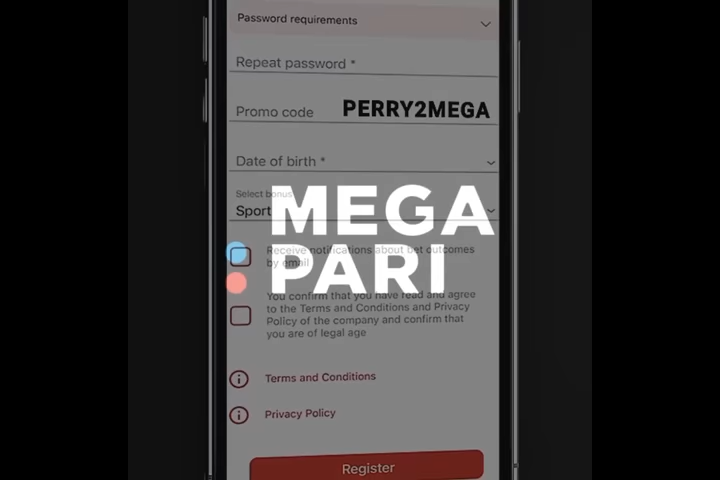 Password requirements
Repeat password *
Promo code PERRY2MEGA
Date of birth *
Select bonus
Sport
MEGA
PARI
Receive notifications about bet outcomes
by email
You confirm that you have read and agree
to the Terms and Conditions and Privacy
Policy of the company and confirm that
you are of legal age
Terms and Conditions
Privacy Policy
Register